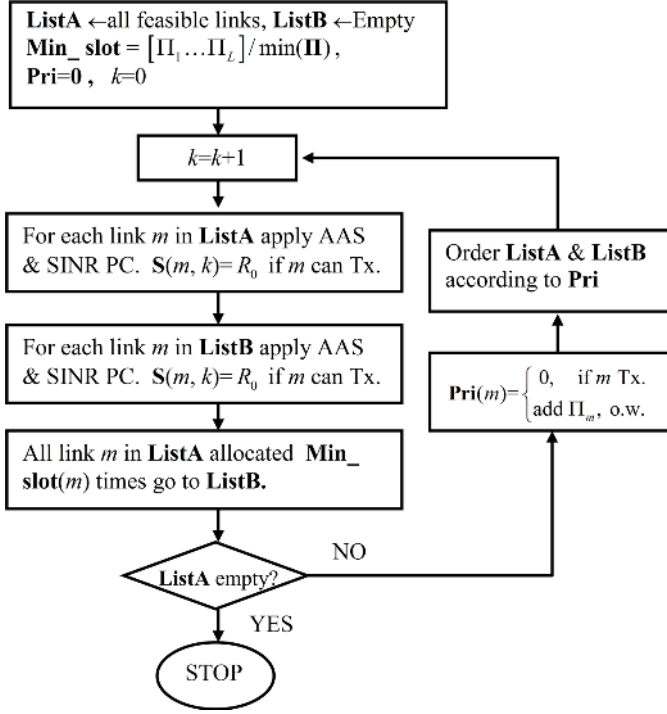 ListA ←all feasible links, ListB ←Empty
Min_ slot = [Π₁…Π_L]/min(Π) ,
Pri=0 , k=0
k=k+1
For each link m in ListA apply AAS
& SINR PC. S(m, k)= R₀ if m can Tx.
For each link m in ListB apply AAS
& SINR PC. S(m, k)= R₀ if m can Tx.
All link m in ListA allocated Min_
slot(m) times go to ListB.
ListA empty?
NO
YES
STOP
Pri(m)={ 0, if m Tx.
add Π_m, o.w.
Order ListA & ListB
according to Pri